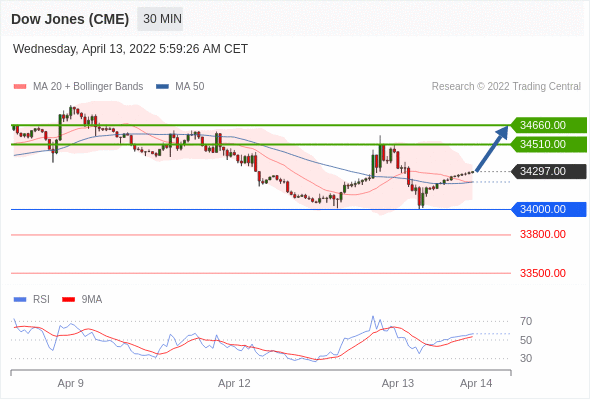 Dow Jones (CME) 30 MIN
Wednesday, April 13, 2022 5:59:26 AM CET
MA 20 + Bollinger Bands MA 50 Research © 2022 Trading Central
34660.00
34510.00
34297.00
34000.00
33800.00
33500.00
RSI 9MA
70
50
30
Apr 9 Apr 12 Apr 13 Apr 14